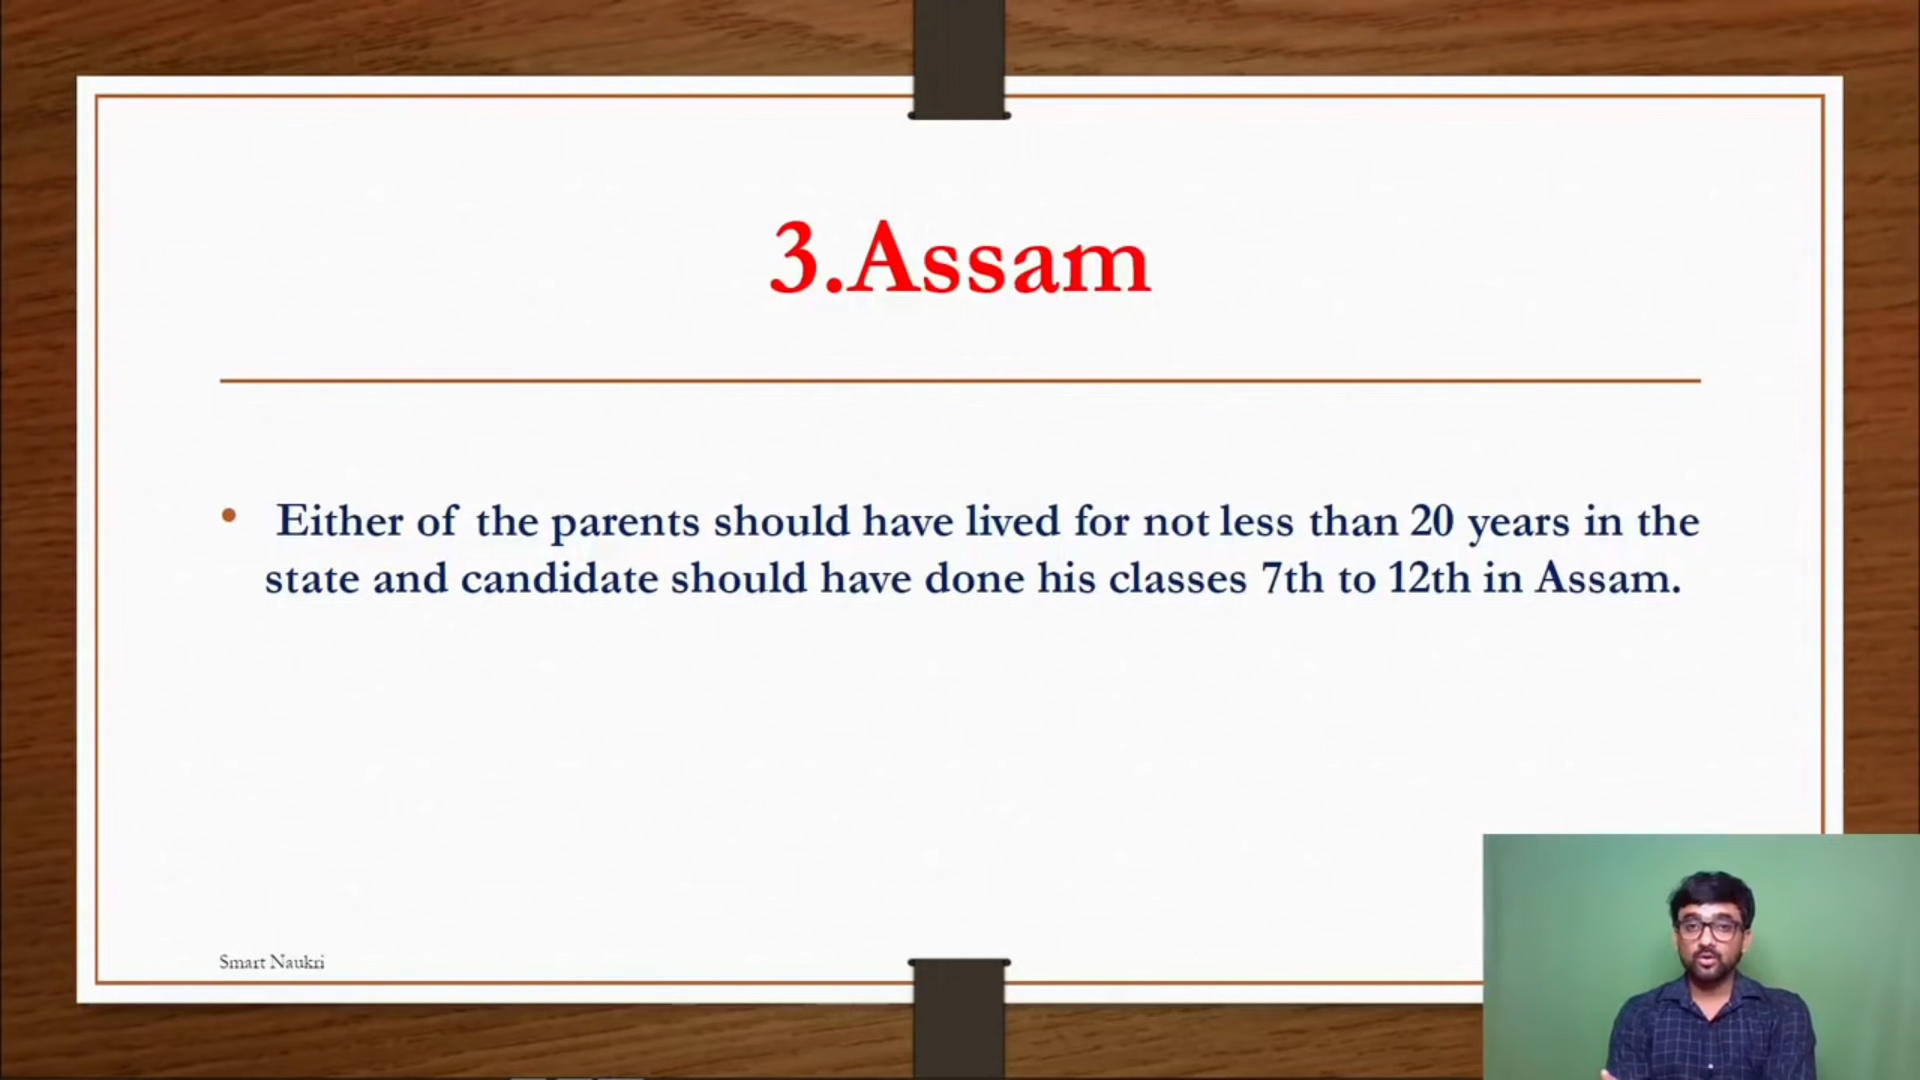 3.Assam
• Either of the parents should have lived for not less than 20 years in the
state and candidate should have done his classes 7th to 12th in Assam.
Smart Naukri